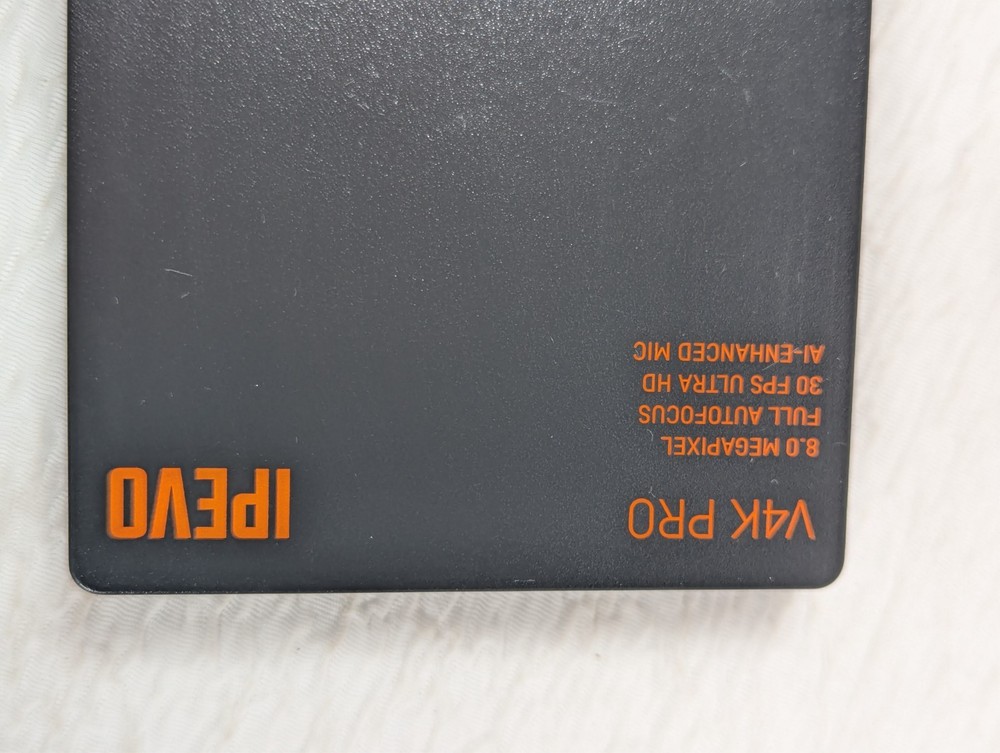 V4K PRO
8.0 MEGAPIXEL
FULL AUTOFOCUS
30 FPS ULTRA HD
AI-ENHANCED MIC
IPEVO